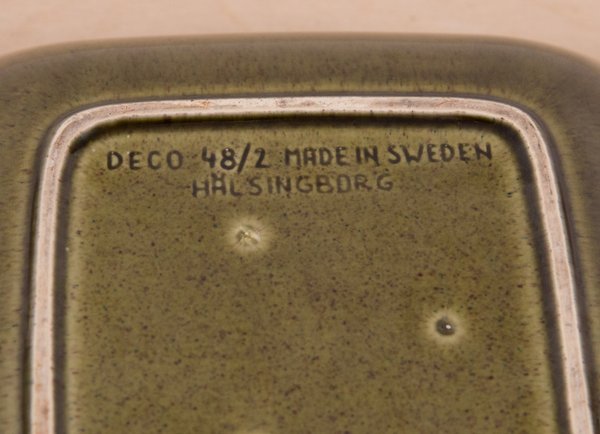 DECO 48/2 MADE IN SWEDEN
HÄLSINGBORG